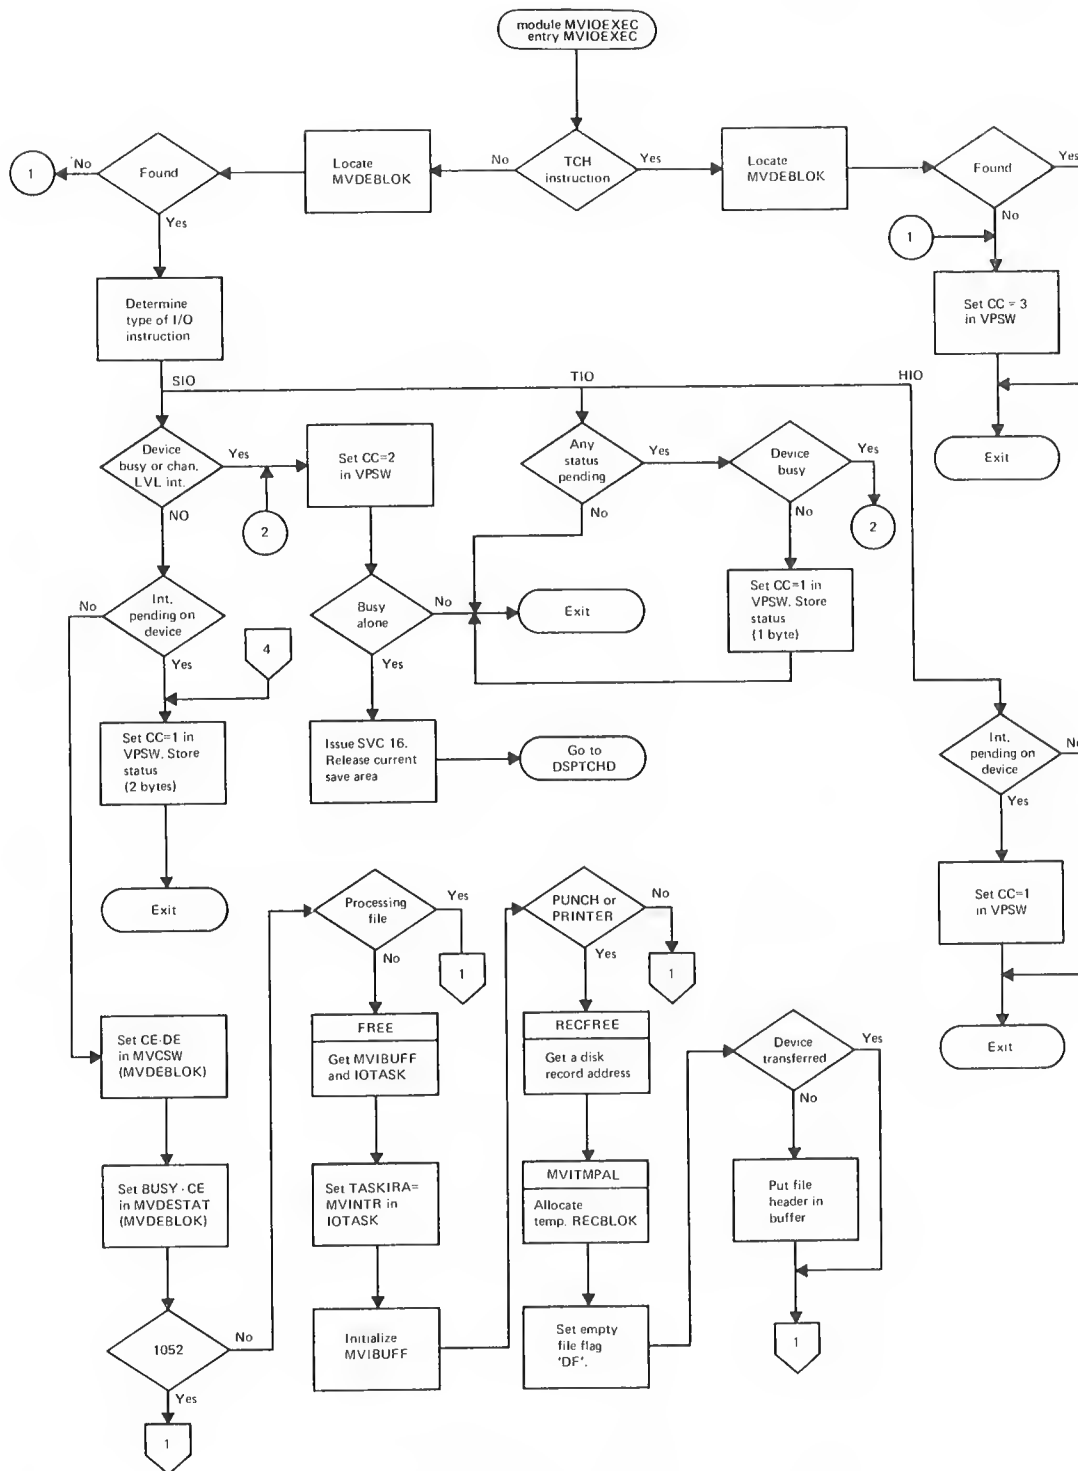 module MVIOEXEC
entry MVIOEXEC
1
No
Found
Locate
MVDEBLOK
No
TCH
instruction
Yes
Locate
MVDEBLOK
Found
Yes
Yes
No
1
Determine
type of I/O
instruction
Set CC = 3
in VPSW
SIO
TIO
HIO
Device
busy or chan.
LVL int.
Yes
Set CC=2
in VPSW
Any
status
pending
Yes
Device
busy
Yes
Exit
NO
2
No
No
2
No
Int.
pending on
device
Yes
4
Busy
alone
No
Yes
Exit
Set CC=1 in
VPSW. Store
status
(1 byte)
Set CC=1 in
VPSW. Store
status
(2 bytes)
Issue SVC 16.
Release current
save area
Go to
DSPTCHD
Int.
pending on
device
No
Yes
Exit
Processing
file
Yes
No
1
PUNCH or
PRINTER
No
Yes
1
Set CC=1
in VPSW
Set CE·DE
in MVCSW
(MVDEBLOK)
FREE
Get MVIBUFF
and IOTASK
RECFREE
Get a disk
record address
Device
transferred
Yes
No
Exit
Set BUSY·CE
in MVDESTAT
(MVDEBLOK)
Set TASKIRA=
MVINTR in
IOTASK
MVITMPAL
Allocate
temp. RECBLOK
Put file
header in
buffer
1052
No
Yes
Initialize
MVIBUFF
Set empty
file flag
'DF'.
1
1